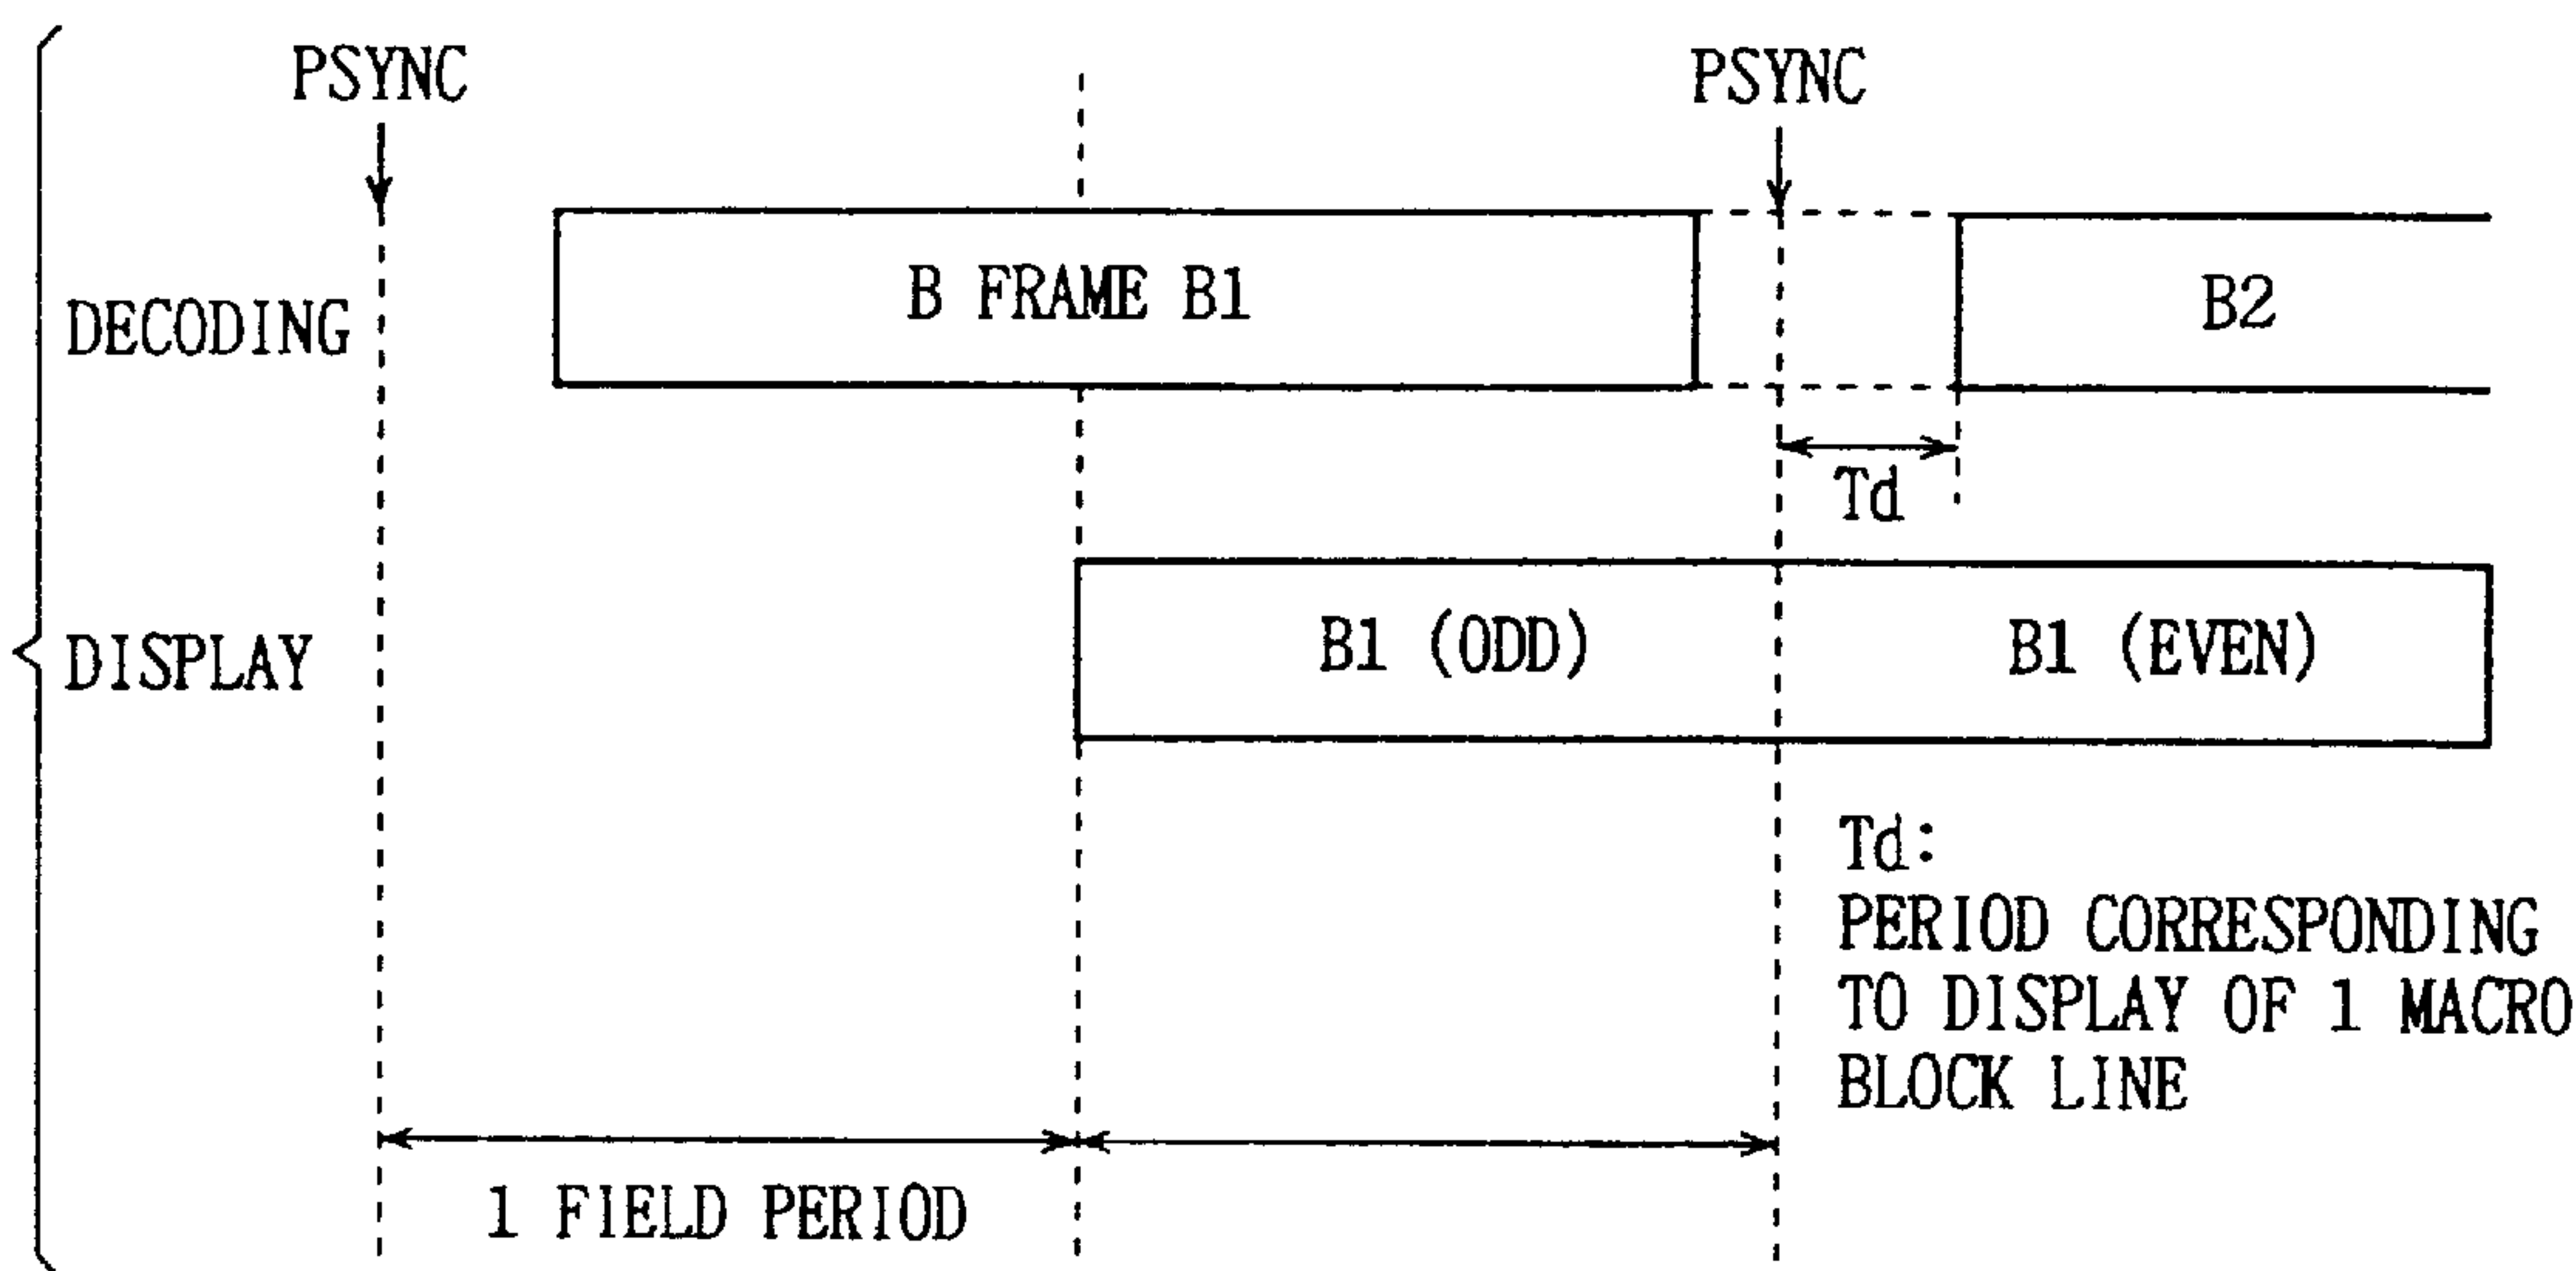 PSYNC
PSYNC
DECODING
B FRAME B1
B2
Td
DISPLAY
B1 (ODD)
B1 (EVEN)
Td:
PERIOD CORRESPONDING
TO DISPLAY OF 1 MACRO
BLOCK LINE
1 FIELD PERIOD